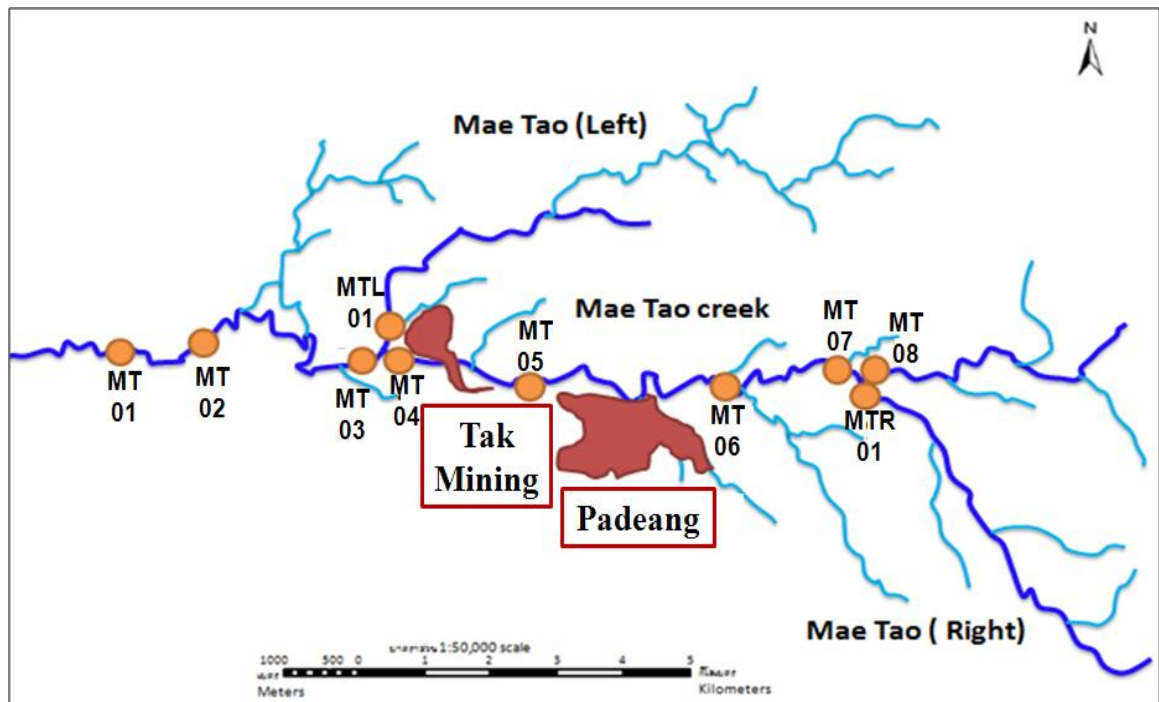 N
Mae Tao (Left)
MTL
01
Mae Tao creek
MT
05
MT
07
MT
08
MT
01
MT
02
MT
03
MT
04
MT
06
MTR
01
Tak
Mining
Padeang
Mae Tao ( Right)
1:50,000 scale
1000 500 0 1 2 3 4 5
Meters
Kilometers